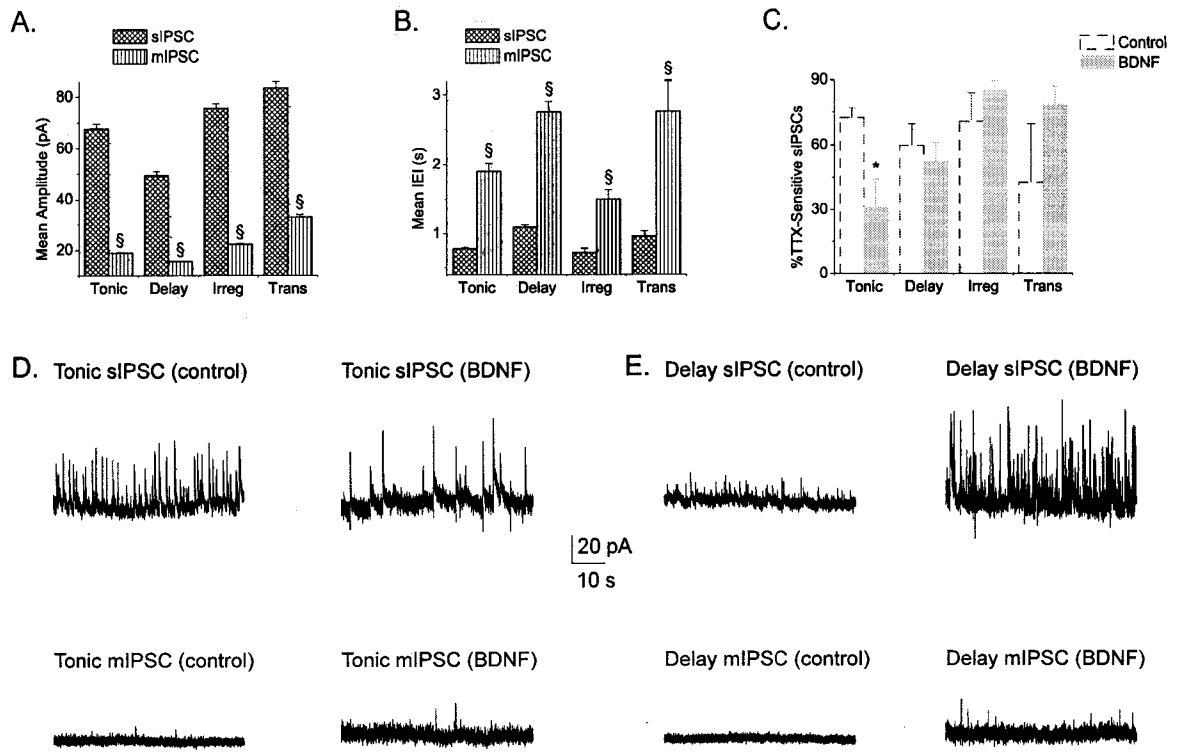 A.
sIPSC
mIPSC
Mean Amplitude (pA)
80
60
40
20
§
§
§
§
Tonic Delay Irreg Trans
B.
sIPSC
mIPSC
Mean IEI (s)
3
2
1
§
§
§
§
Tonic Delay Irreg Trans
C.
Control
BDNF
%TTX-Sensitive sIPSCs
90
60
30
0
*
Tonic Delay Irreg Trans
D.
Tonic sIPSC (control)
Tonic sIPSC (BDNF)
E.
Delay sIPSC (control)
Delay sIPSC (BDNF)
20 pA
10 s
Tonic mIPSC (control)
Tonic mIPSC (BDNF)
Delay mIPSC (control)
Delay mIPSC (BDNF)